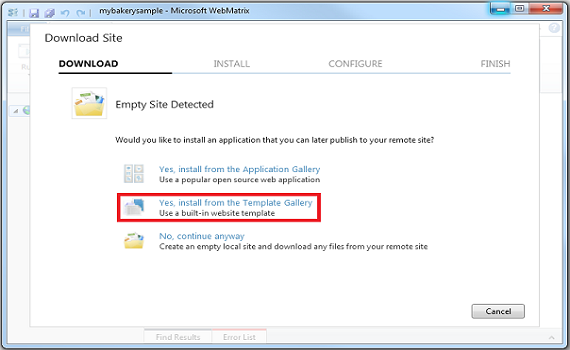 mybakerysample - Microsoft WebMatrix
Download Site
DOWNLOAD INSTALL CONFIGURE FINISH
Empty Site Detected
Would you like to install an application that you can later publish to your remote site?
Yes, install from the Application Gallery
Use a popular open source web application
Yes, install from the Template Gallery
Use a built-in website template
No, continue anyway
Create an empty local site and download any files from your remote site
Cancel
Find Results Error List